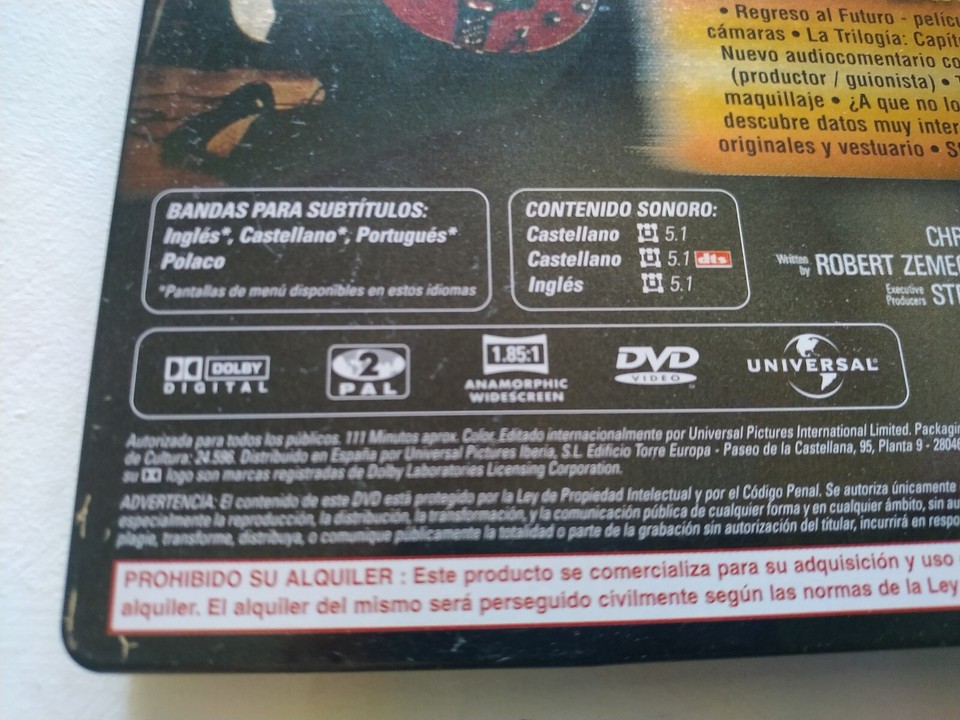 • Regreso al Futuro - pelícu
cámaras • La Trilogía: Capít
Nuevo audiocomentario co
(productor / guionista) •
maquillaje • ¿A que no lo
descubre datos muy inter
originales y vestuario •
BANDAS PARA SUBTÍTULOS:
Inglés*, Castellano*, Portugués*
Polaco
*Pantallas de menú disponibles en estos idiomas
CONTENIDO SONORO:
Castellano 5.1
Castellano 5.1 dts
Inglés 5.1
CHR
Written by ROBERT ZEMEC
Executive Producers STE
DOLBY
DIGITAL
2
PAL
1.85:1
ANAMORPHIC
WIDESCREEN
DVD
VIDEO
UNIVERSAL
Autorizada para todos los públicos. 111 Minutos aprox. Color. Editado internacionalmente por Universal Pictures International Limited. Packagin
de Cultura: 24.596. Distribuido en España por Universal Pictures Iberia, S.L. Edificio Torre Europa - Paseo de la Castellana, 95, Planta 9 - 28046
su logo son marcas registradas de Dolby Laboratories Licensing Corporation.
ADVERTENCIA: El contenido de este DVD está protegido por la Ley de Propiedad Intelectual y por el Código Penal. Se autoriza únicamente
especialmente la reproducción, la distribución, la transformación, y la comunicación pública de cualquier forma y en cualquier ámbito, sin au
plagie, transforme, distribuya, o comunique públicamente la totalidad o parte de la grabación sin autorización del titular, incurrirá en respo
PROHIBIDO SU ALQUILER : Este producto se comercializa para su adquisición y uso
alquiler. El alquiler del mismo será perseguido civilmente según las normas de la Ley